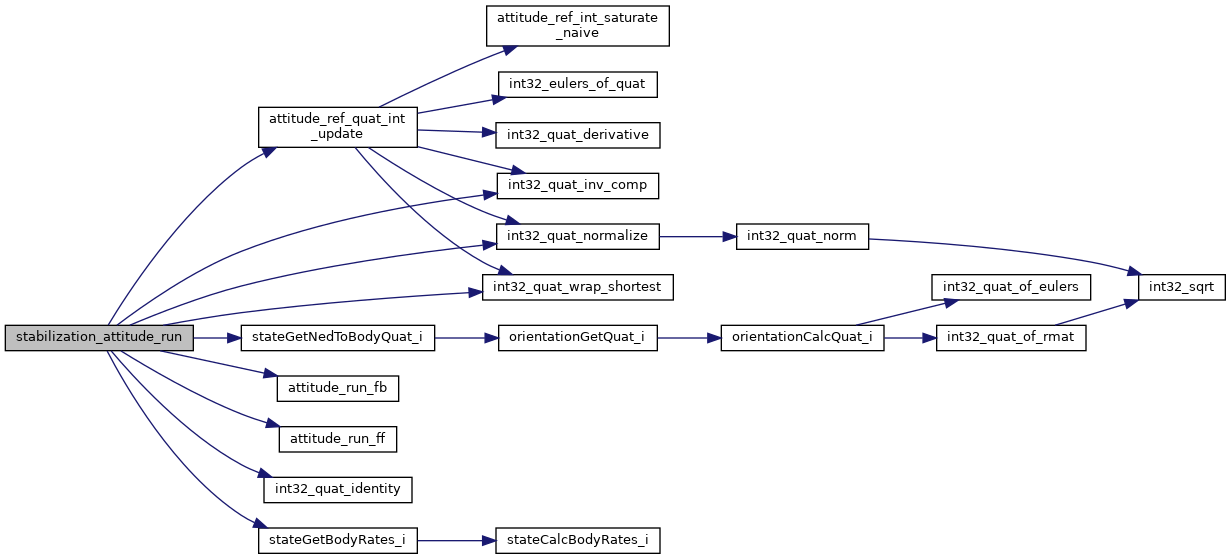 attitude_ref_int_saturate
_naive
int32_eulers_of_quat
attitude_ref_quat_int
_update
int32_quat_derivative
int32_quat_inv_comp
int32_quat_normalize
int32_quat_norm
int32_quat_wrap_shortest
int32_quat_of_eulers
int32_sqrt
stabilization_attitude_run
stateGetNedToBodyQuat_i
orientationGetQuat_i
orientationCalcQuat_i
int32_quat_of_rmat
attitude_run_fb
attitude_run_ff
int32_quat_identity
stateGetBodyRates_i
stateCalcBodyRates_i